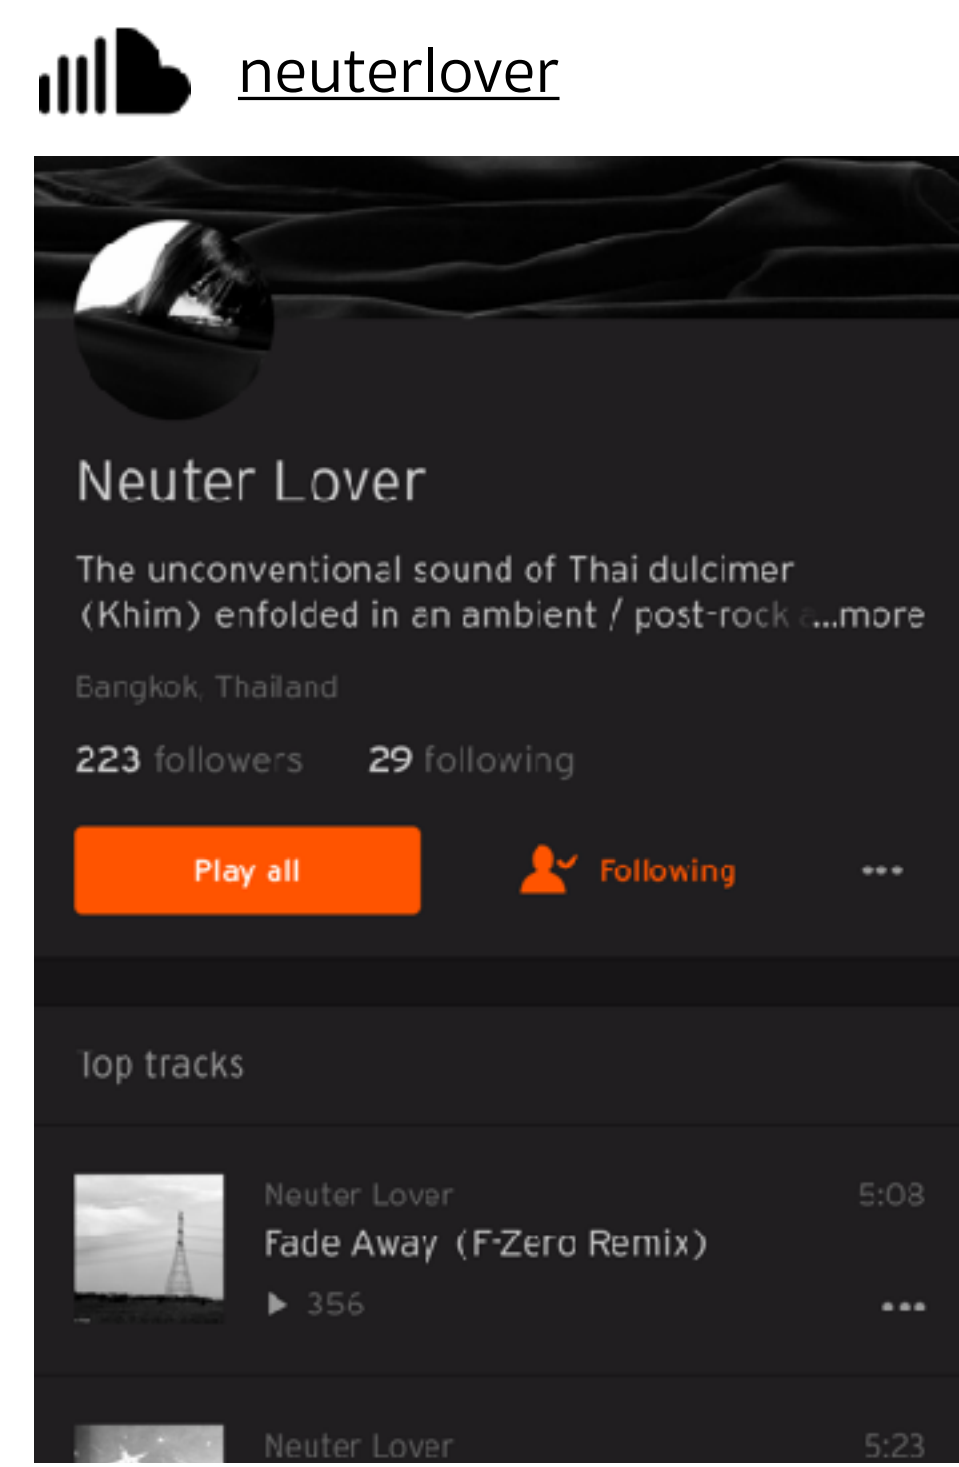 neuterlover
Neuter Lover
The unconventional sound of Thai dulcimer
(Khim) enfolded in an ambient / post-rock a...more
Bangkok, Thailand
223 followers 29 following
Play all Following
Top tracks
Neuter Lover 5:08
Fade Away (F-Zero Remix)
356
Neuter Lover 5:23